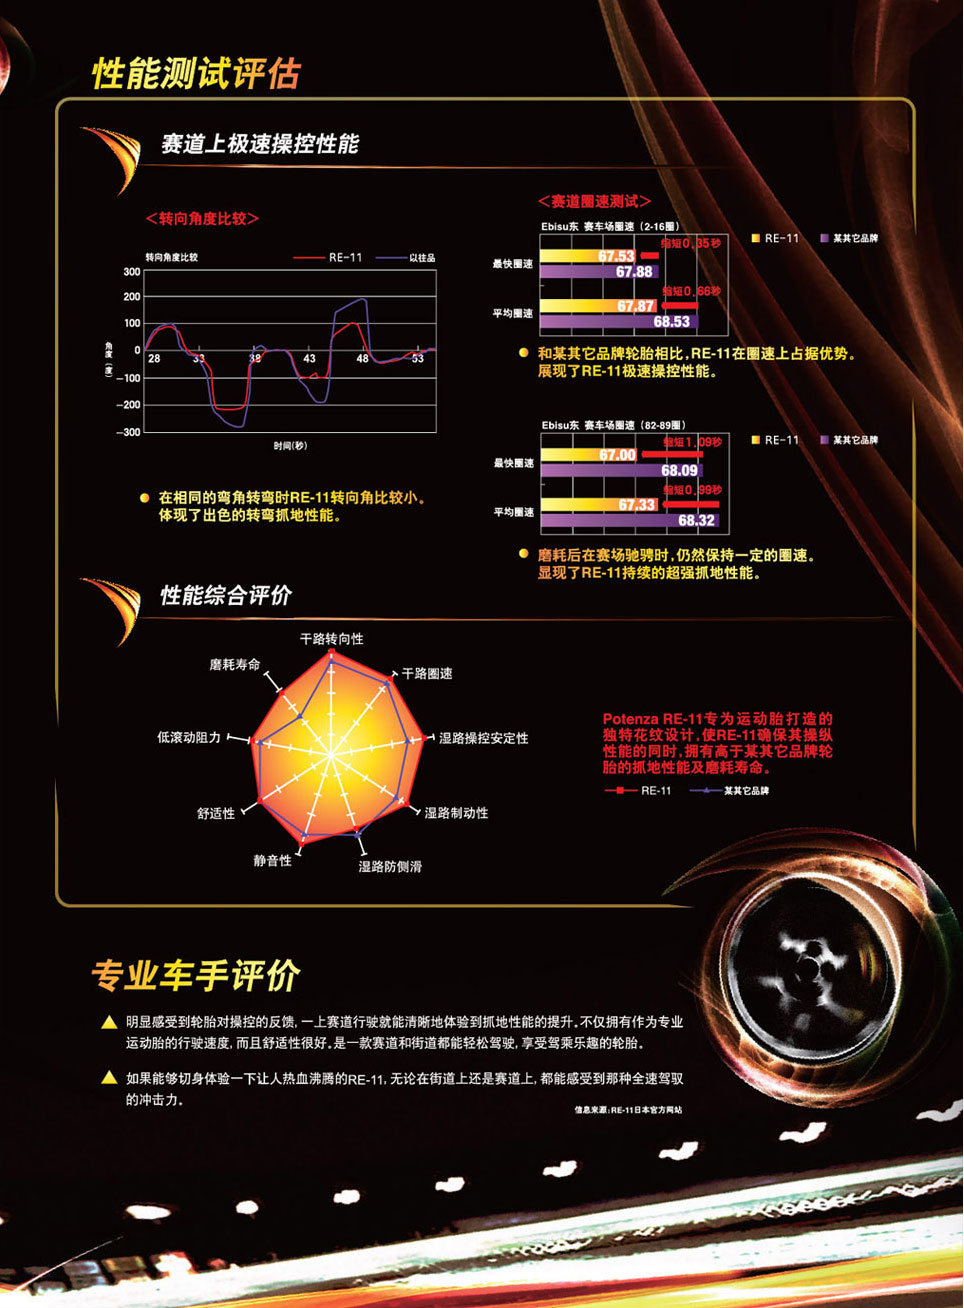 性能测试评估
赛道上极速操控性能
<转向角度比较>
转向角度比较
RE-11
以往品
300
200
100
0
-100
-200
-300
角度(度)
28
33
38
43
48
53
时间(秒)
在相同的弯角转弯时RE-11转向角比较小。
体现了出色的转弯抓地性能。
<赛道圈速测试>
Ebisu东 赛车场圈速（2-16圈）
RE-11
某其它品牌
最快圈速
67.53
缩短0.35秒
67.88
平均圈速
67.87
缩短0.66秒
68.53
和某其它品牌轮胎相比,RE-11在圈速上占据优势。
展现了RE-11极速操控性能。
Ebisu东 赛车场圈速（82-89圈）
RE-11
某其它品牌
最快圈速
67.00
缩短1.09秒
68.09
平均圈速
67.33
缩短0.99秒
68.32
磨耗后在赛场驰骋时,仍然保持一定的圈速。
显现了RE-11持续的超强抓地性能。
性能综合评价
干路转向性
干路圈速
湿路操控安定性
湿路制动性
湿路防侧滑
静音性
舒适性
低滚动阻力
磨耗寿命
Potenza RE-11专为运动胎打造的
独特花纹设计,使RE-11确保其操纵
性能的同时,拥有高于某其它品牌轮
胎的抓地性能及磨耗寿命。
RE-11
某其它品牌
专业车手评价
明显感受到轮胎对操控的反馈,一上赛道行驶就能清晰地体验到抓地性能的提升。不仅拥有作为专业
运动胎的行驶速度,而且舒适性很好。是一款赛道和街道都能轻松驾驶,享受驾乘乐趣的轮胎。
如果能够切身体验一下让人热血沸腾的RE-11,无论在街道上还是赛道上,都能感受到那种全速驾驭
的冲击力。
信息来源:RE-11日本官方网站